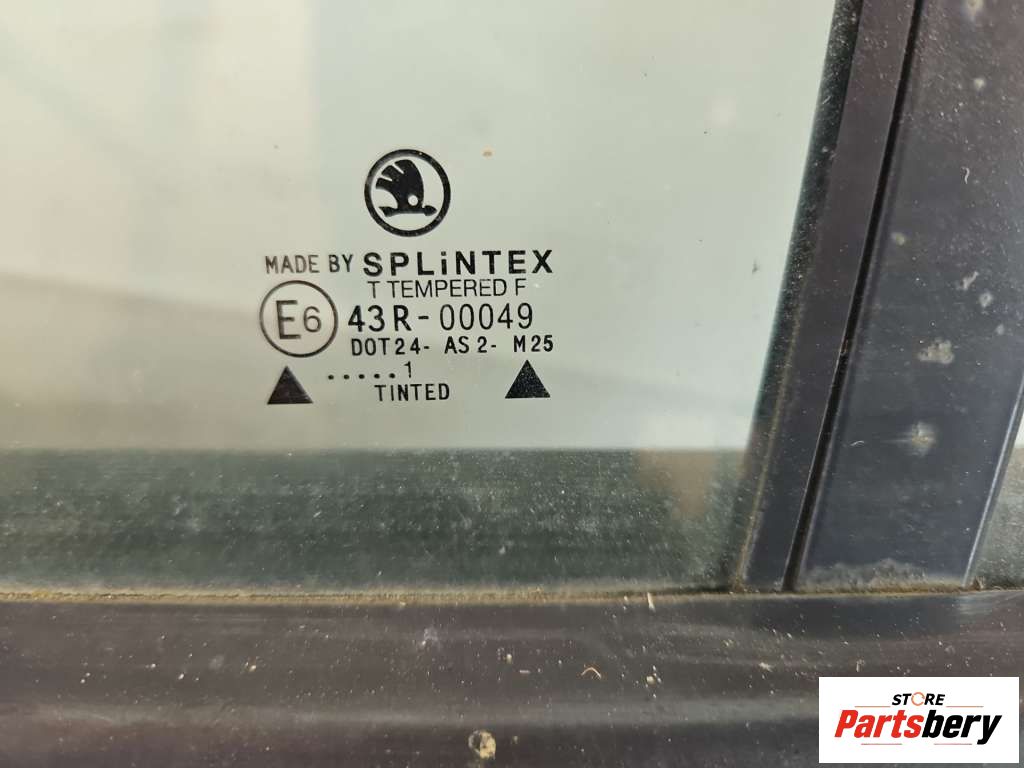 MADE BY SPLiNTEX
T TEMPERED F
E6 43R-00049
DOT24- AS2- M25
.....1
TINTED
STORE
Partsbery